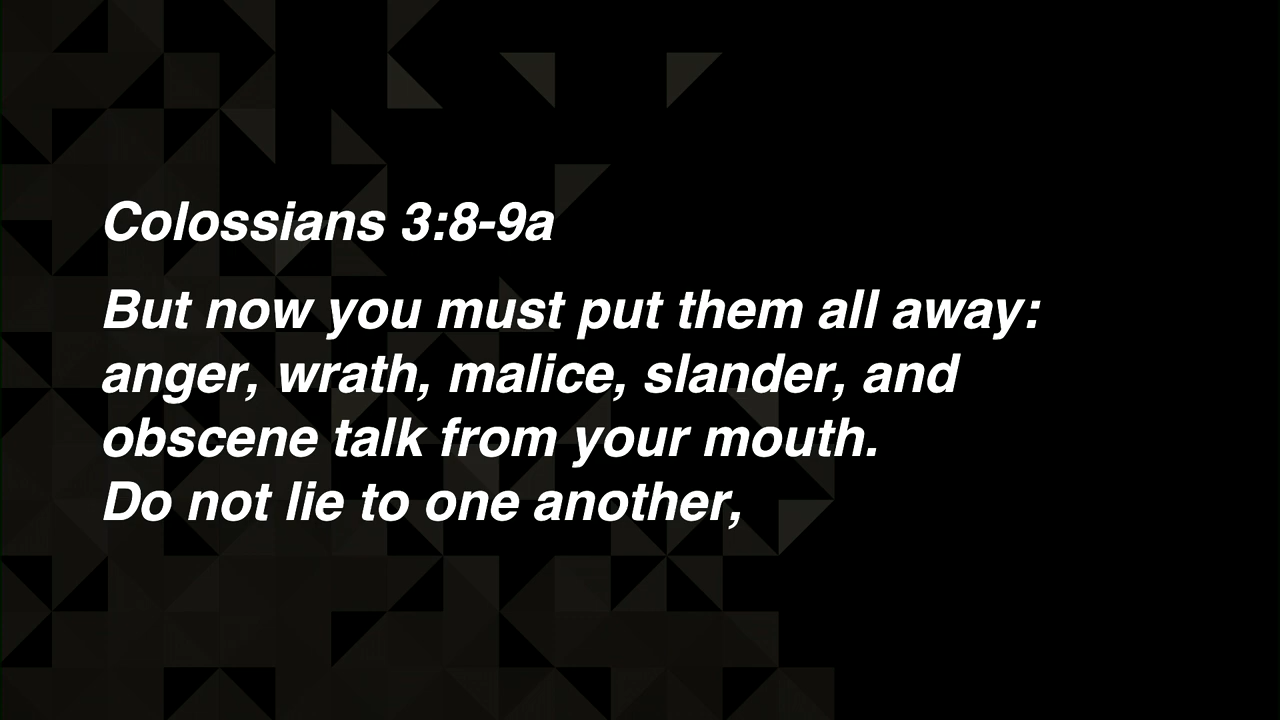 Colossians 3:8-9a
But now you must put them all away:
anger, wrath, malice, slander, and
obscene talk from your mouth.
Do not lie to one another,